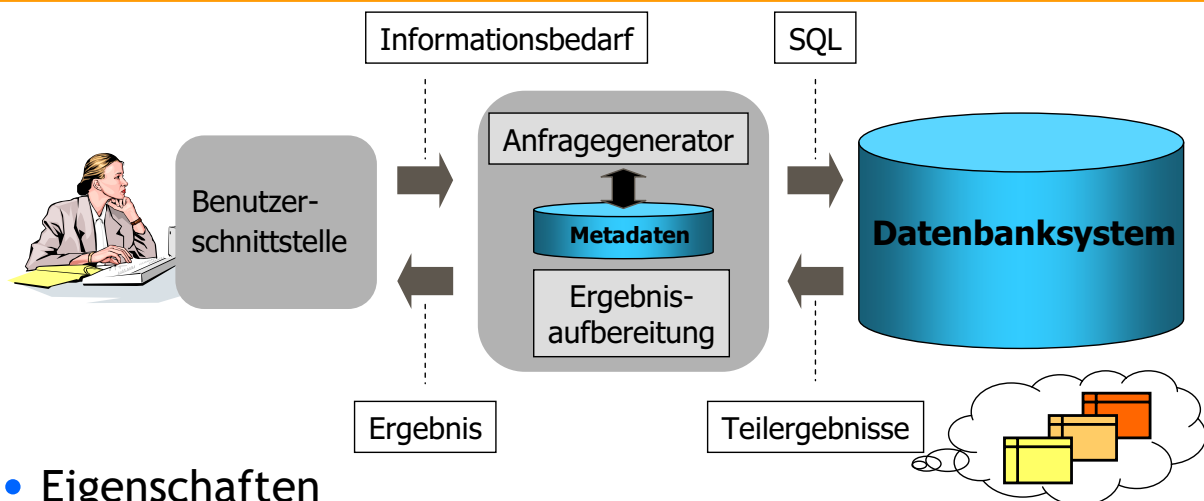 Informationsbedarf
SQL
Anfragegenerator
Benutzer-
schnittstelle
Metadaten
Datenbanksystem
Ergebnis-
aufbereitung
Ergebnis
Teilergebnisse
• Eigenschaften